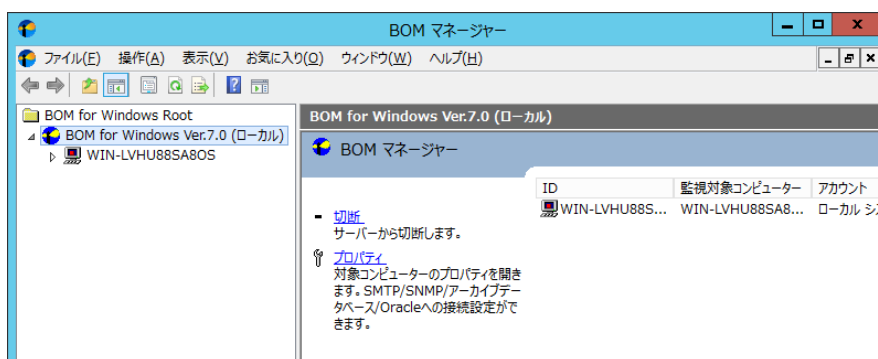 BOM マネージャー
ファイル(F) 操作(A) 表示(V) お気に入り(O) ウィンドウ(W) ヘルプ(H)
BOM for Windows Root
BOM for Windows Ver.7.0 (ローカル)
WIN-LVHU88SA8OS
BOM for Windows Ver.7.0 (ローカル)
BOM マネージャー
切断
サーバーから切断します。
プロパティ
対象コンピューターのプロパティを開き
ます。SMTP/SNMP/アーカイブデー
タベース/Oracleへの接続設定がで
きます。
ID 監視対象コンピューター アカウント
WIN-LVHU88S... WIN-LVHU88SA8... ローカル シ